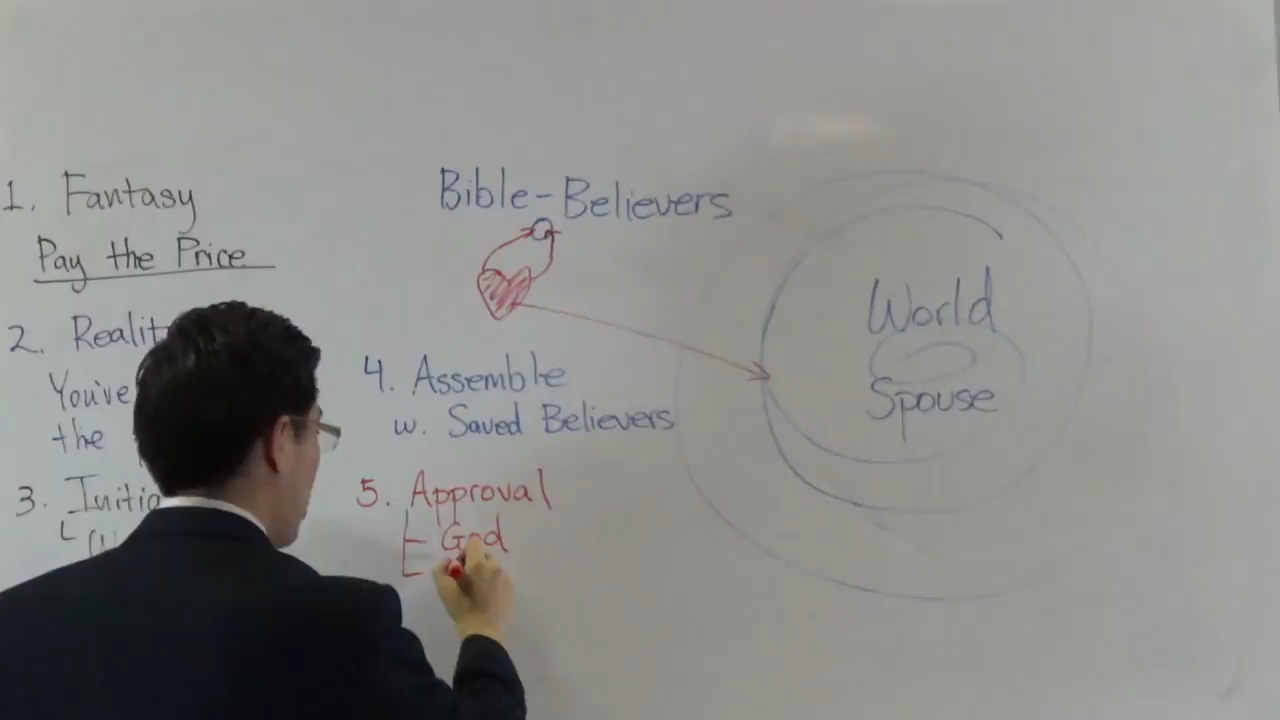 1. Fantasy
Pay the Price
2. Realit
You've
the
3. Initia
Bible-Believers
4. Assemble
w. Saved Believers
5. Approval
God
World
Spouse